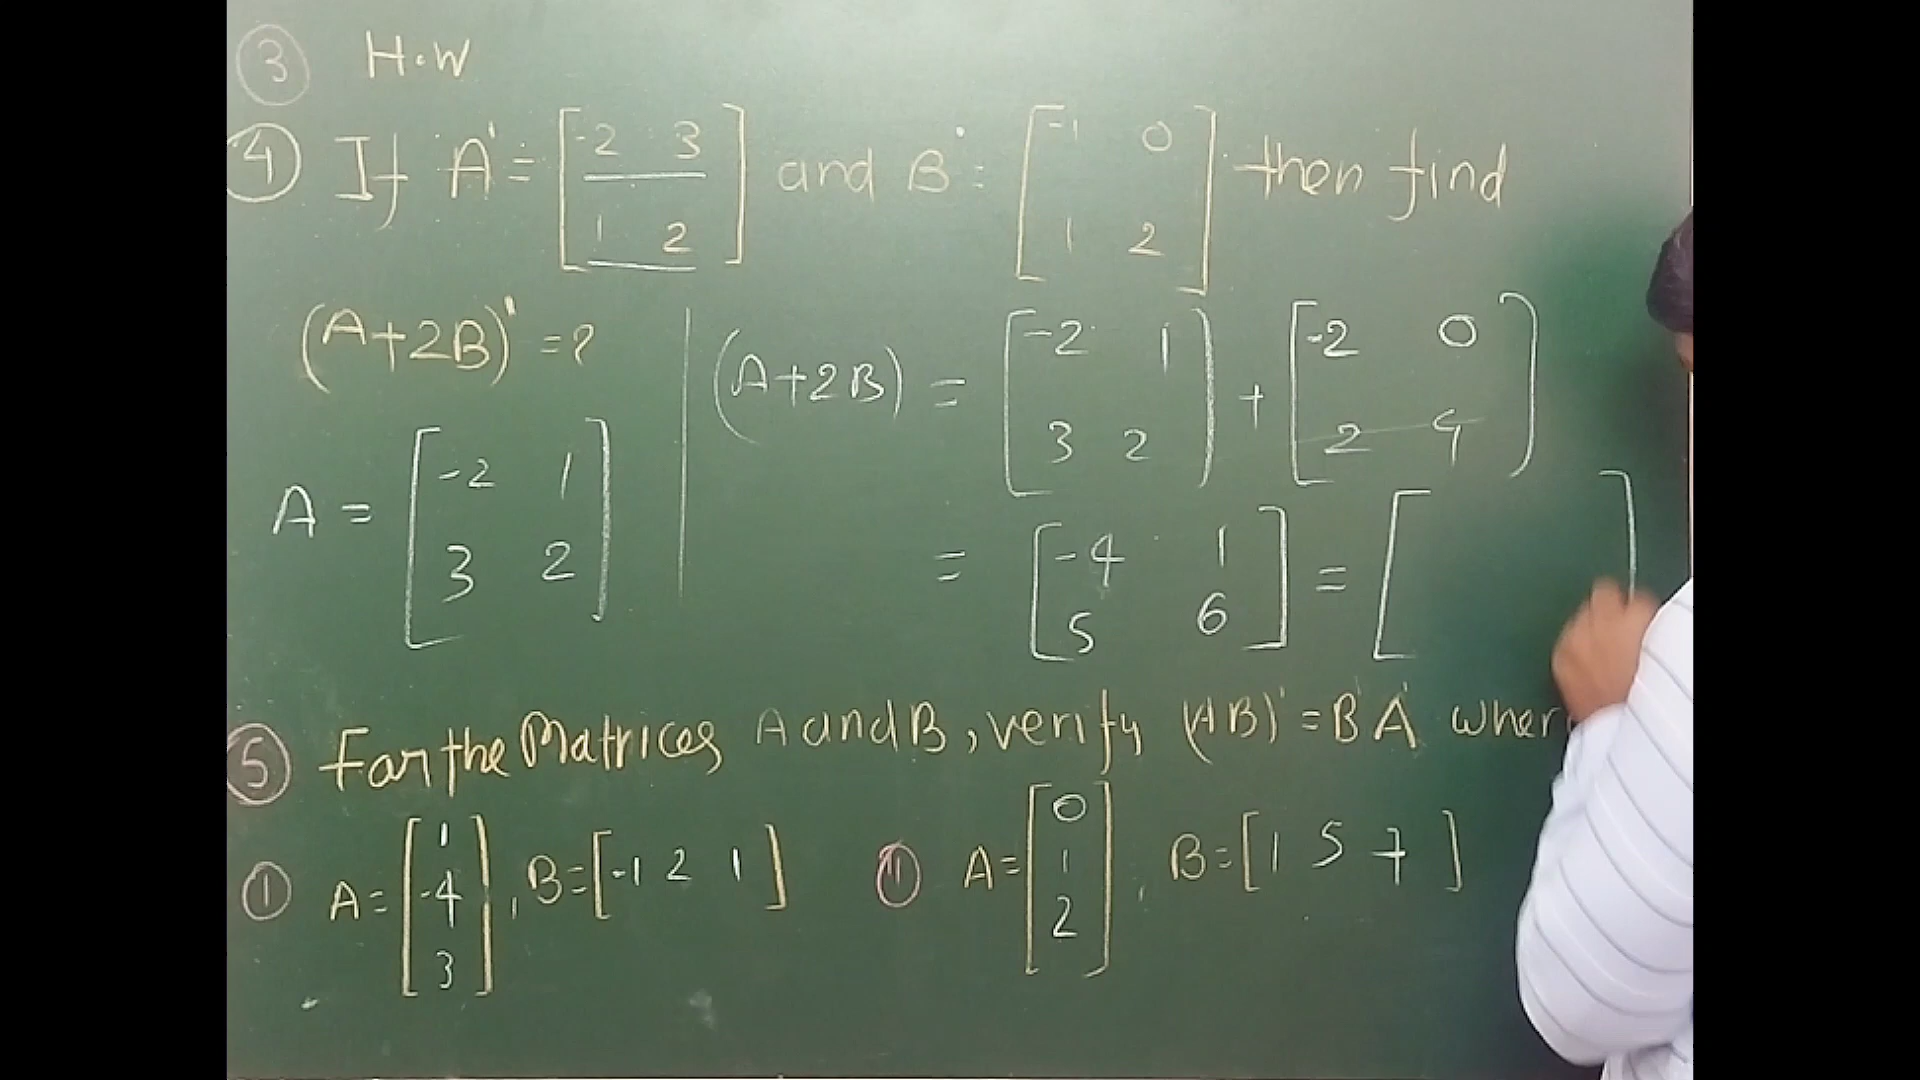 ③ H.W
④ If A' = [-2 3 1 2] and B = [-1 0 1 2] then find
(A+2B)' = ?
A = [-2 1 3 2]
(A+2B) = [-2 1 3 2] + [-2 0 2 4]
= [-4 1 5 6] = [ ]
⑤ For the Matrices A and B, verify (AB)' = B'A' wher
① A = [1 -4 3], B = [-1 2 1]
⑪ A = [0 1 2], B = [1 5 7]